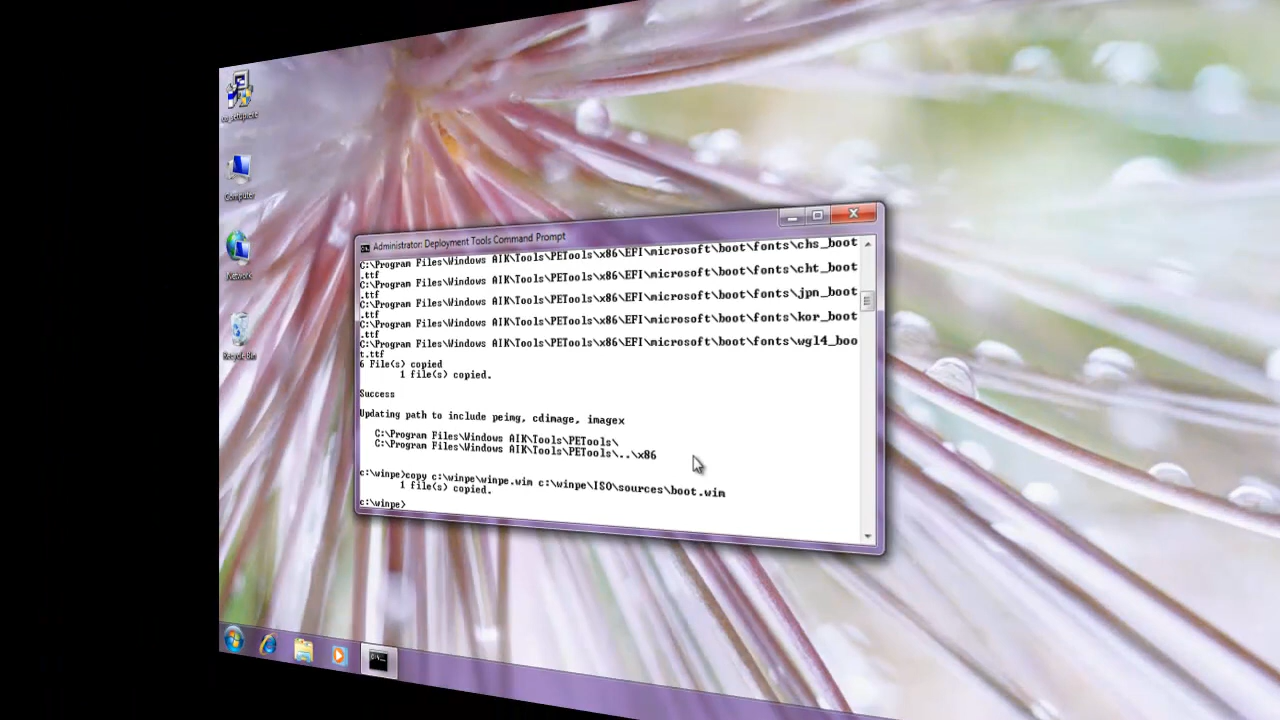 cv_setup.exe
Computer
Network
Recycle Bin
Administrator: Deployment Tools Command Prompt
C:\Program Files\Windows AIK\Tools\PETools\x86\EFI\microsoft\boot\fonts\chs_boot
.ttf
C:\Program Files\Windows AIK\Tools\PETools\x86\EFI\microsoft\boot\fonts\cht_boot
.ttf
C:\Program Files\Windows AIK\Tools\PETools\x86\EFI\microsoft\boot\fonts\jpn_boot
.ttf
C:\Program Files\Windows AIK\Tools\PETools\x86\EFI\microsoft\boot\fonts\kor_boot
.ttf
C:\Program Files\Windows AIK\Tools\PETools\x86\EFI\microsoft\boot\fonts\wgl4_boo
t.ttf
6 File(s) copied
1 file(s) copied.
Success
Updating path to include peimg, cdimage, imagex
C:\Program Files\Windows AIK\Tools\PETools\
C:\Program Files\Windows AIK\Tools\PETools\..\x86
c:\winpe>copy c:\winpe\winpe.wim c:\winpe\ISO\sources\boot.wim
1 file(s) copied.
c:\winpe>